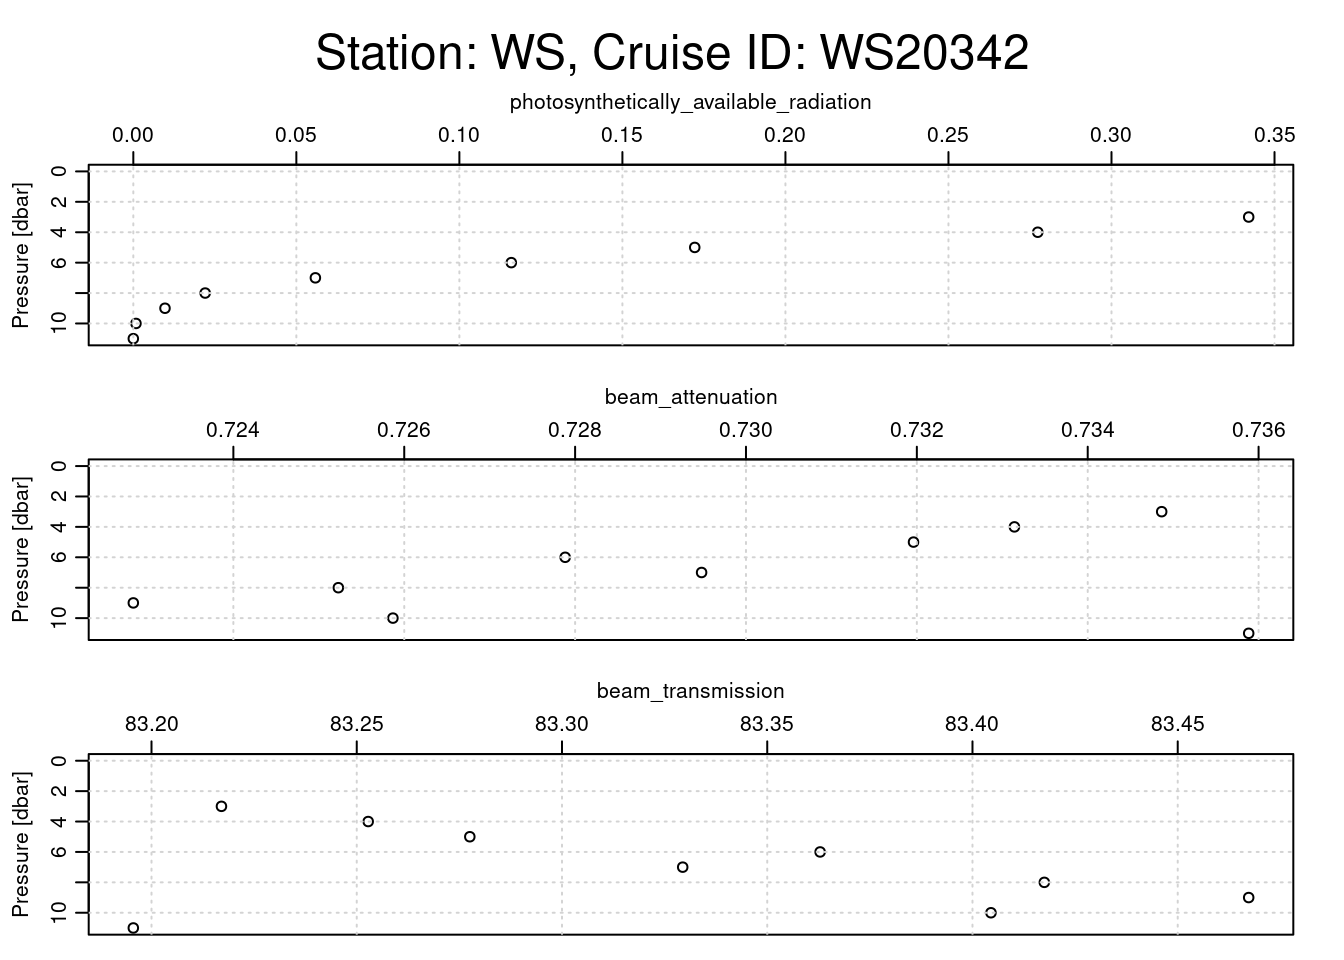 Station: WS, Cruise ID: WS20342
photosynthetically_available_radiation
0.00 0.05 0.10 0.15 0.20 0.25 0.30 0.35
Pressure [dbar]
0
2
4
6
10
beam_attenuation
0.724 0.726 0.728 0.730 0.732 0.734 0.736
Pressure [dbar]
0
2
4
6
10
beam_transmission
83.20 83.25 83.30 83.35 83.40 83.45
Pressure [dbar]
0
2
4
6
10